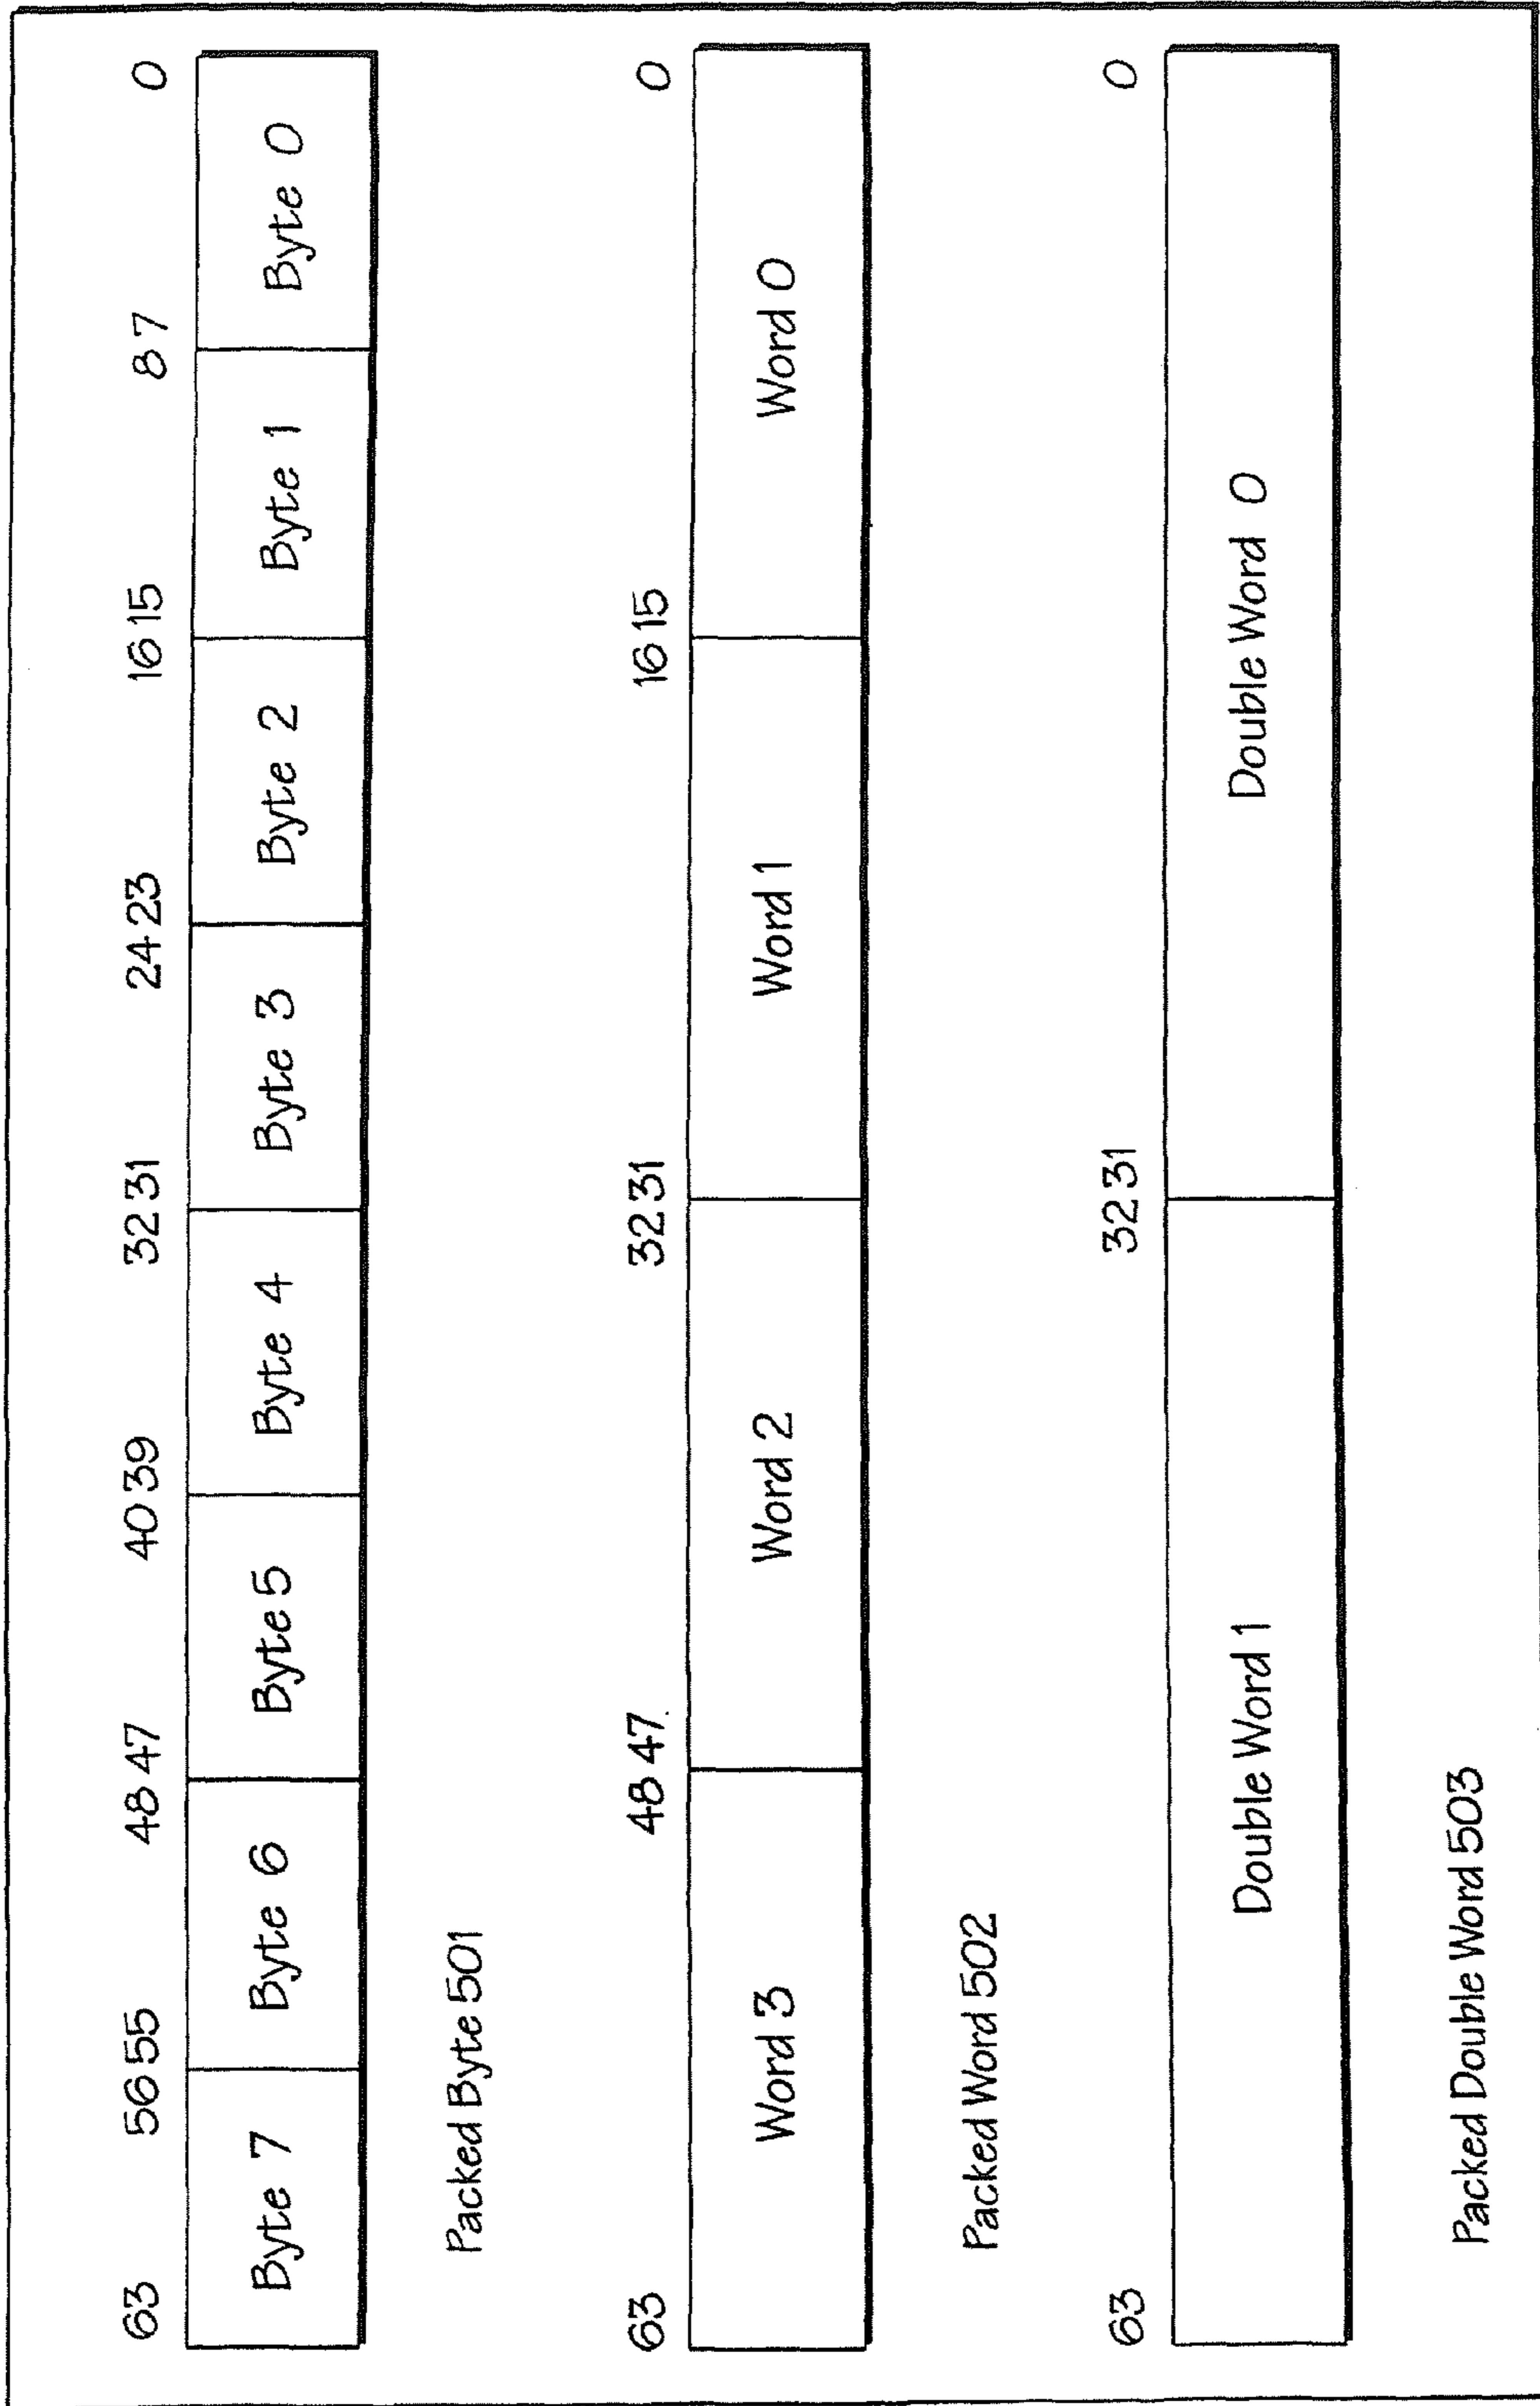 63 56 55 48 47 40 39 32 31 24 23 16 15 8 7 0
Byte 7 Byte 6 Byte 5 Byte 4 Byte 3 Byte 2 Byte 1 Byte 0
Packed Byte 501
63 48 47 32 31 16 15 0
Word 3 Word 2 Word 1 Word 0
Packed Word 502
63 32 31 0
Double Word 1 Double Word 0
Packed Double Word 503